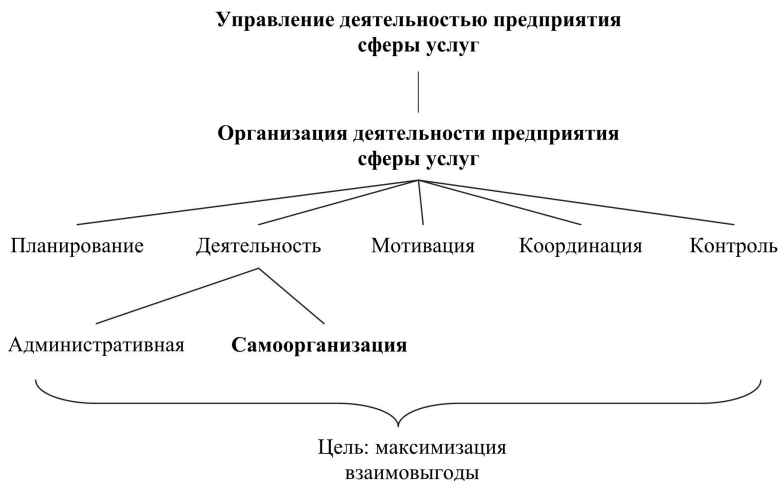 Управление деятельностью предприятия
сферы услуг
Организация деятельности предприятия
сферы услуг
Планирование Деятельность Мотивация Координация Контроль
Административная Самоорганизация
Цель: максимизация
взаимовыгоды